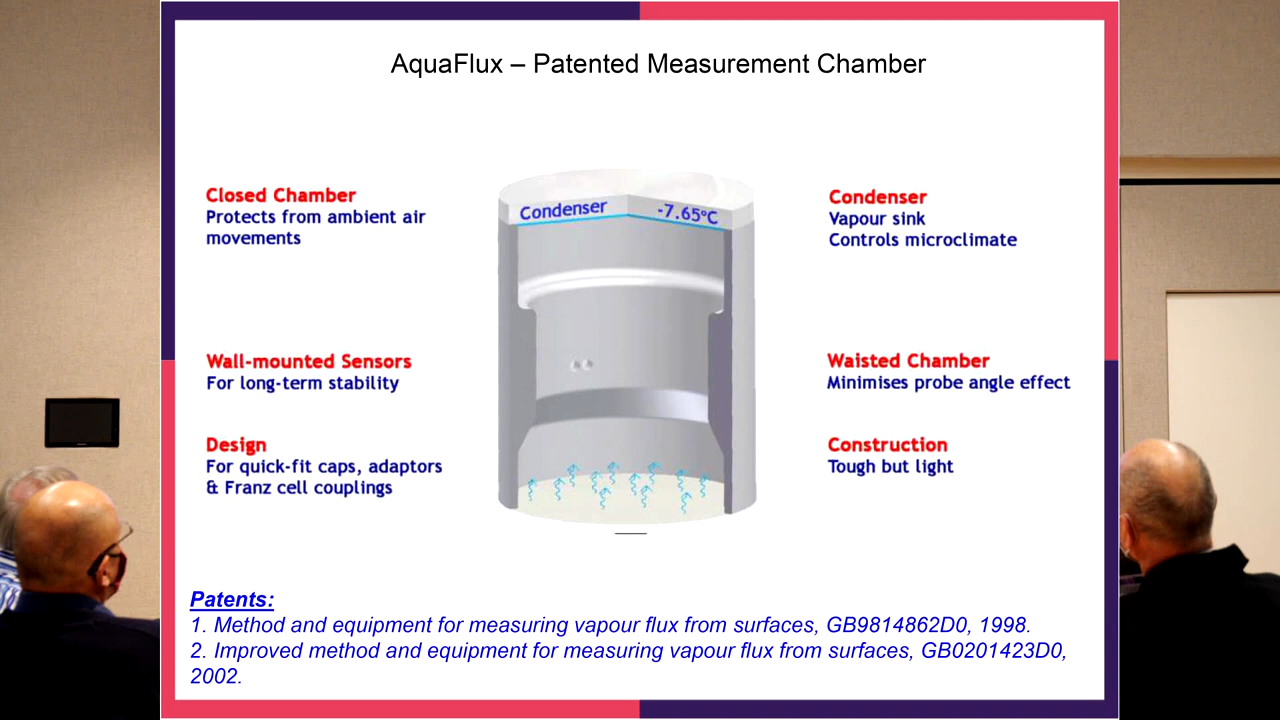 AquaFlux – Patented Measurement Chamber
Closed Chamber
Protects from ambient air
movements
Wall-mounted Sensors
For long-term stability
Design
For quick-fit caps, adaptors
& Franz cell couplings
Condenser
-7.65°C
Condenser
Vapour sink
Controls microclimate
Waisted Chamber
Minimises probe angle effect
Construction
Tough but light
Patents:
1. Method and equipment for measuring vapour flux from surfaces, GB9814862D0, 1998.
2. Improved method and equipment for measuring vapour flux from surfaces, GB0201423D0,
2002.